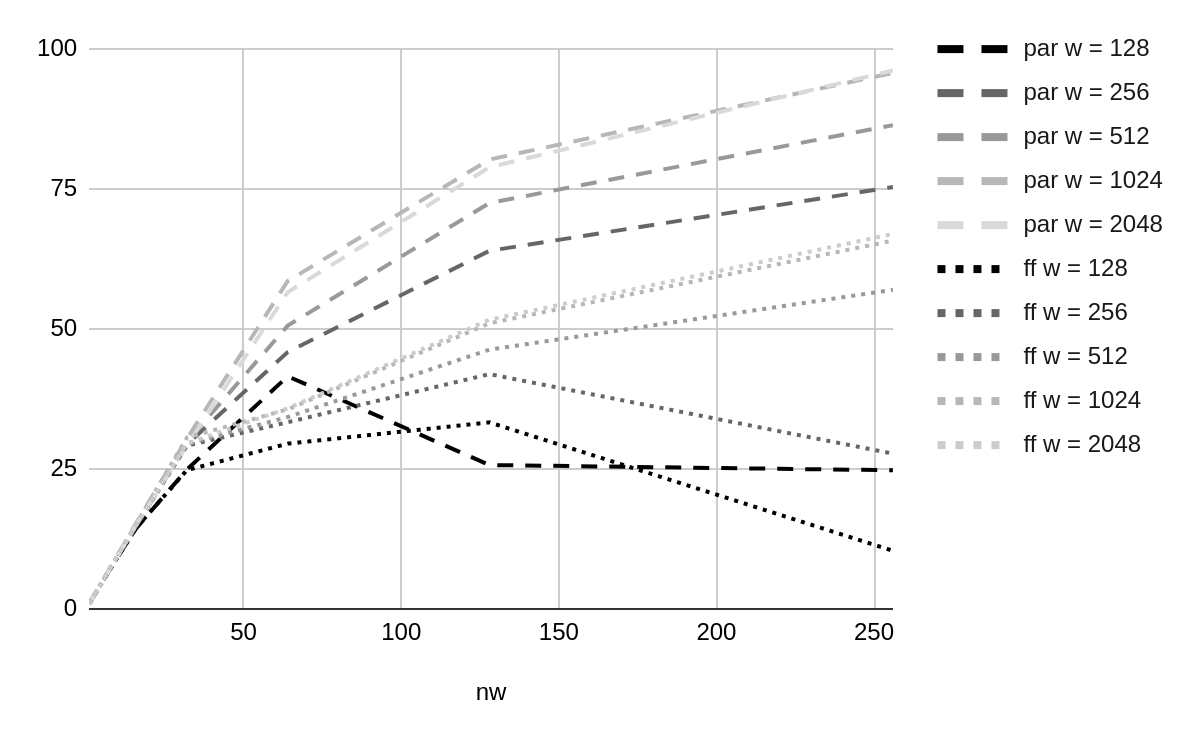 100
75
50
25
0
50
100
150
200
250
nw
par w = 128
par w = 256
par w = 512
par w = 1024
par w = 2048
ff w = 128
ff w = 256
ff w = 512
ff w = 1024
ff w = 2048